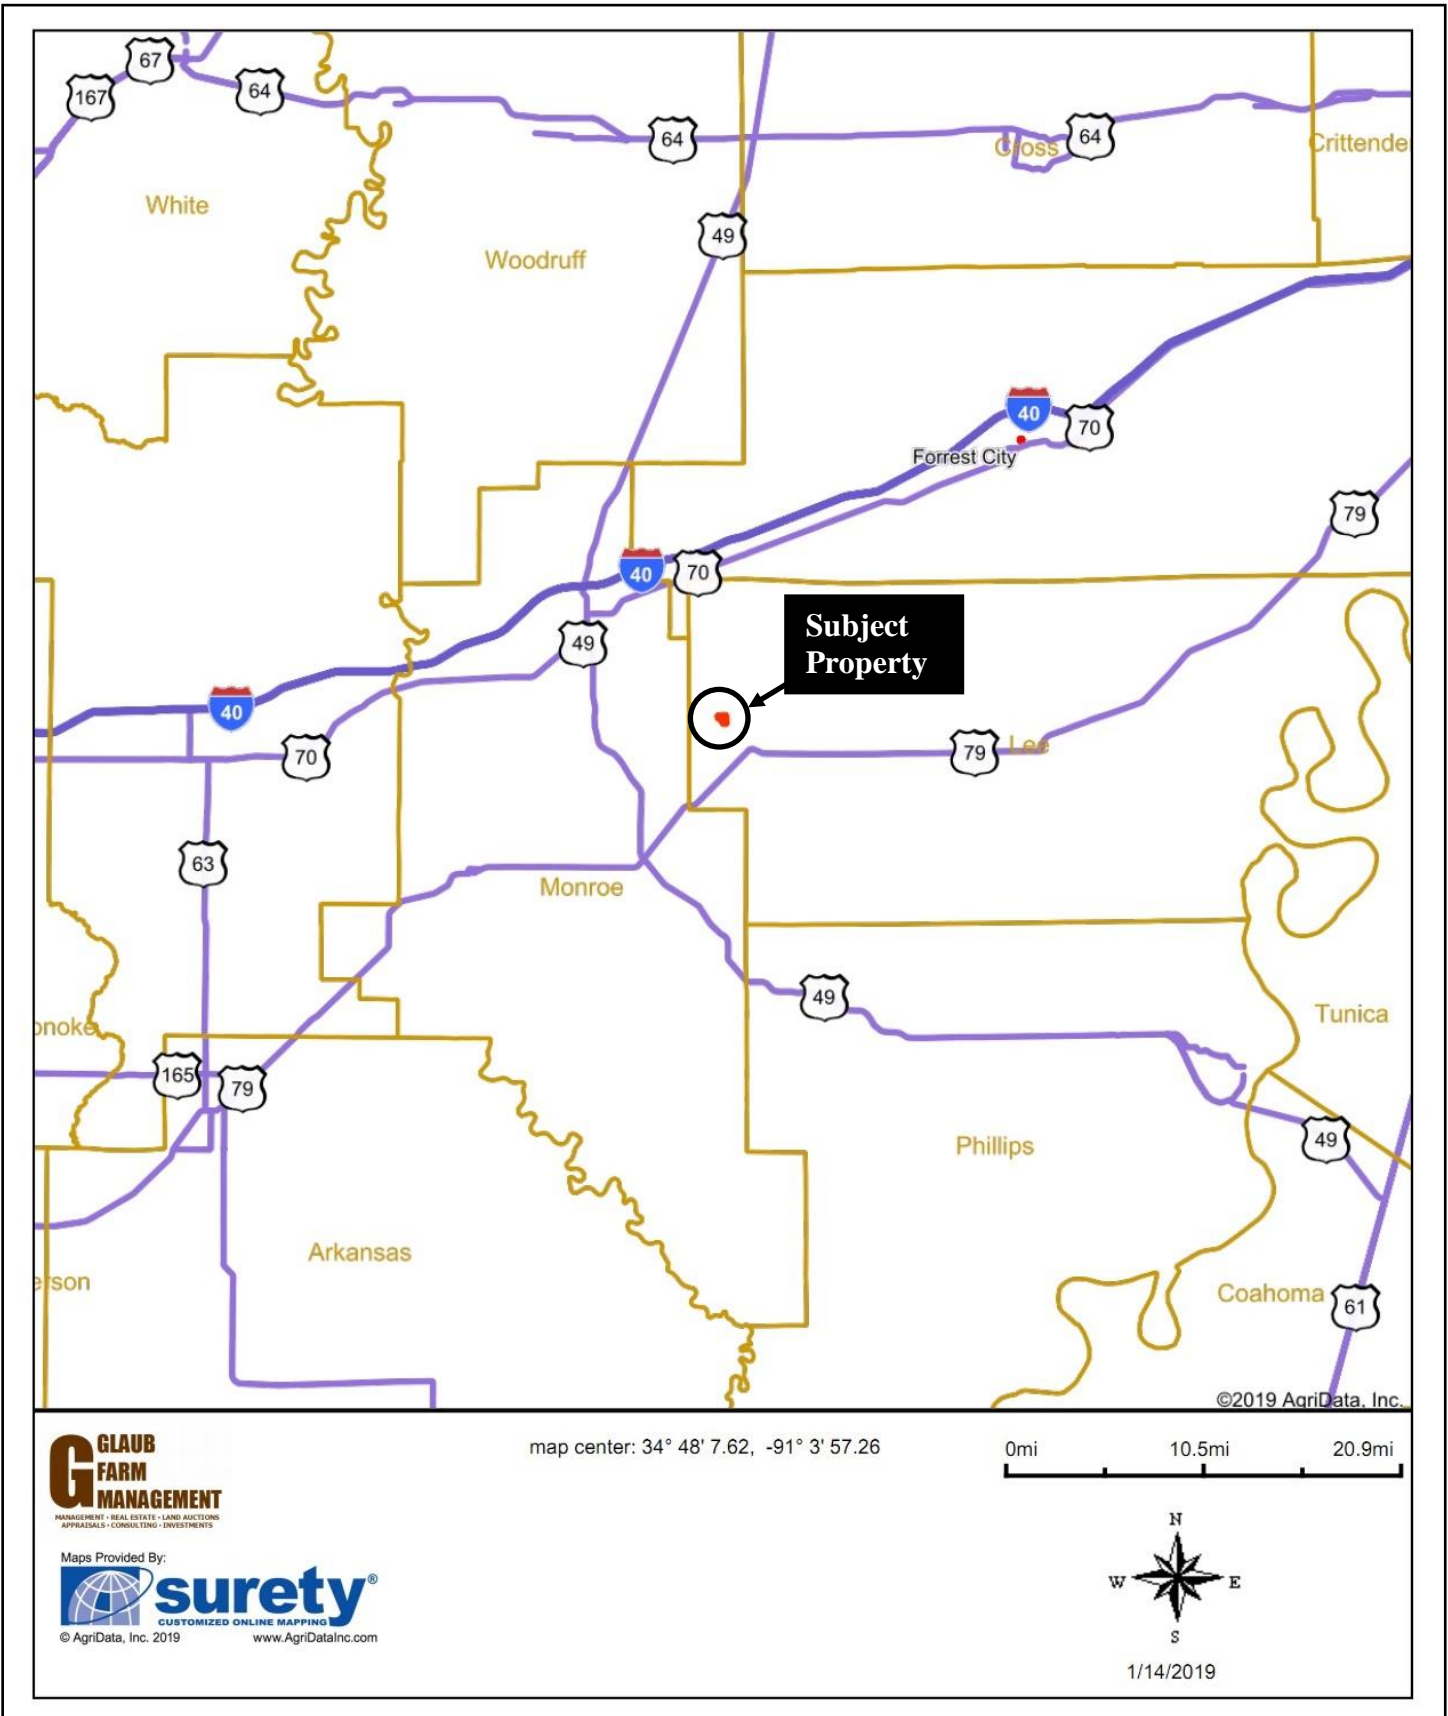 67
167
64
64
64
Cross
Crittende
White
49
Woodruff
40
70
Forrest City
79
40
70
49
Subject
Property
40
70
79
Lee
63
Monroe
49
Tunica
onoke
165
79
49
Phillips
Arkansas
erson
Coahoma
61
©2019 AgriData, Inc.
GLAUB
FARM
MANAGEMENT
MANAGEMENT • REAL ESTATE • LAND AUCTIONS
APPRAISALS • CONSULTING • INVESTMENTS
map center: 34° 48' 7.62, -91° 3' 57.26
0mi 10.5mi 20.9mi
Maps Provided By:
surety®
CUSTOMIZED ONLINE MAPPING
© AgriData, Inc. 2019 www.AgriDataInc.com
N
W E
S
1/14/2019